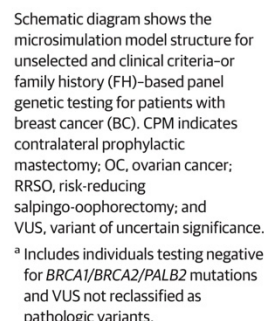 Schematic diagram shows the
microsimulation model structure for
unselected and clinical criteria–or
family history (FH)–based panel
genetic testing for patients with
breast cancer (BC). CPM indicates
contralateral prophylactic
mastectomy; OC, ovarian cancer;
RRSO, risk-reducing
salpingo-oophorectomy; and
VUS, variant of uncertain significance.
a Includes individuals testing negative
for BRCA1/BRCA2/PALB2 mutations
and VUS not reclassified as
pathologic variants.